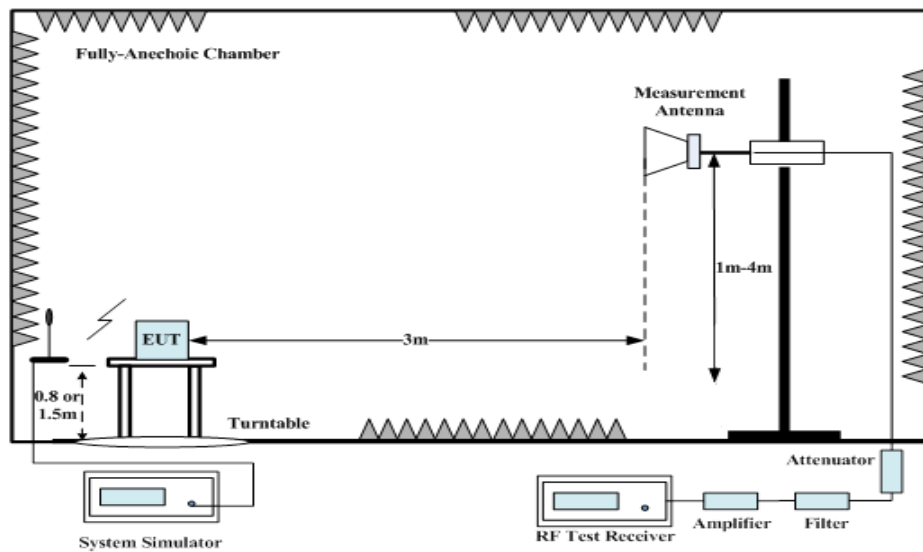 Fully-Anechoic Chamber
Measurement
Antenna
1m-4m
EUT
3m
0.8 or
1.5m
Turntable
Attenuator
System Simulator
RF Test Receiver
Amplifier
Filter